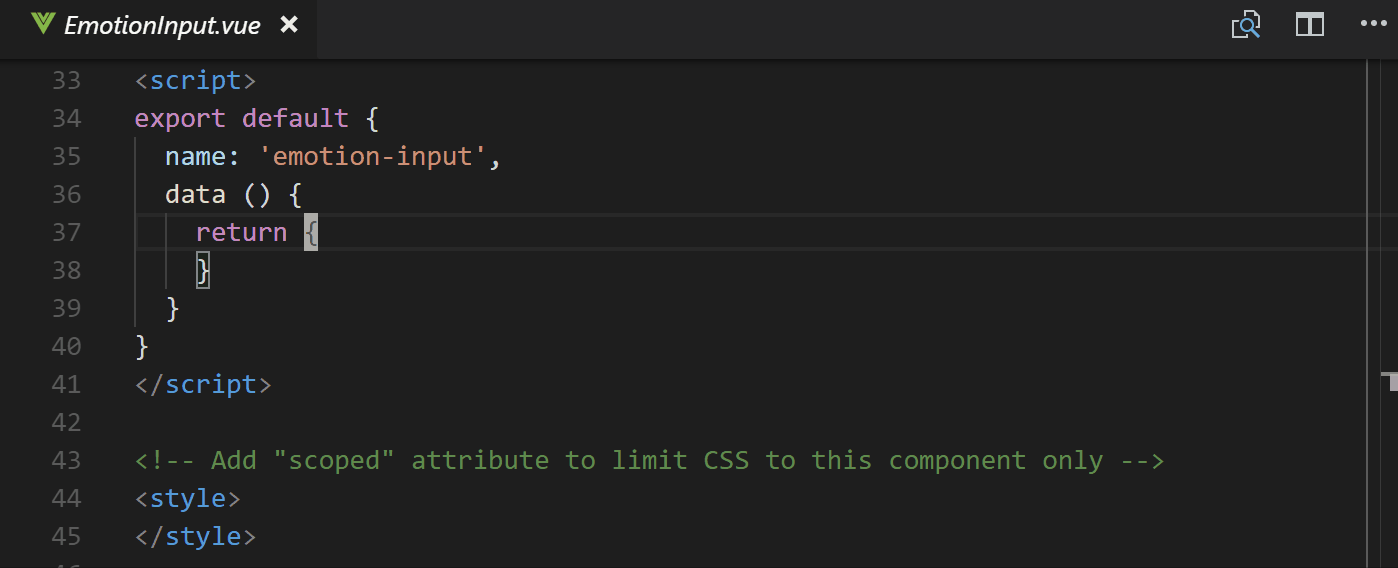 EmotionInput.vue
33 <script>
34 export default {
35   name: 'emotion-input',
36   data () {
37     return {
38     }
39   }
40 }
41 </script>
42
43 <!-- Add "scoped" attribute to limit CSS to this component only -->
44 <style>
45 </style>